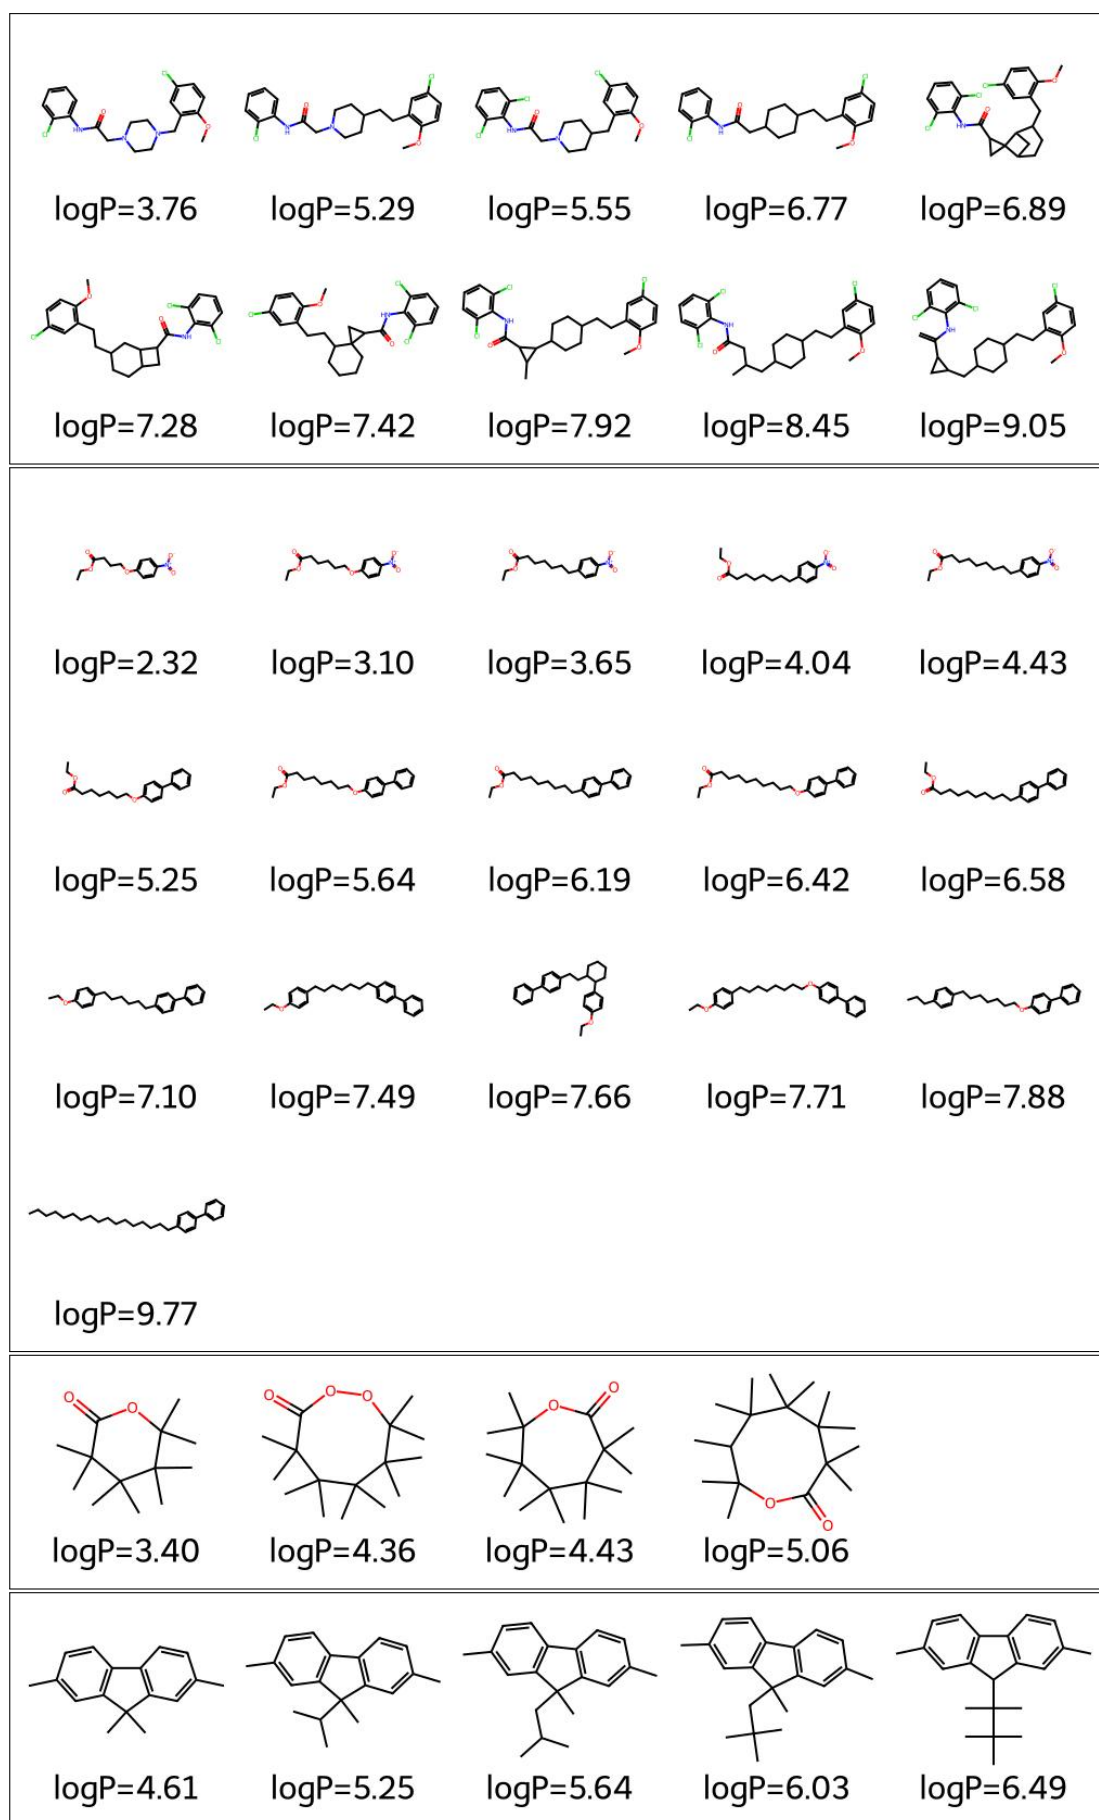 logP=3.76 logP=5.29 logP=5.55 logP=6.77 logP=6.89
logP=7.28 logP=7.42 logP=7.92 logP=8.45 logP=9.05
logP=2.32 logP=3.10 logP=3.65 logP=4.04 logP=4.43
logP=5.25 logP=5.64 logP=6.19 logP=6.42 logP=6.58
logP=7.10 logP=7.49 logP=7.66 logP=7.71 logP=7.88
logP=9.77
logP=3.40 logP=4.36 logP=4.43 logP=5.06
logP=4.61 logP=5.25 logP=5.64 logP=6.03 logP=6.49